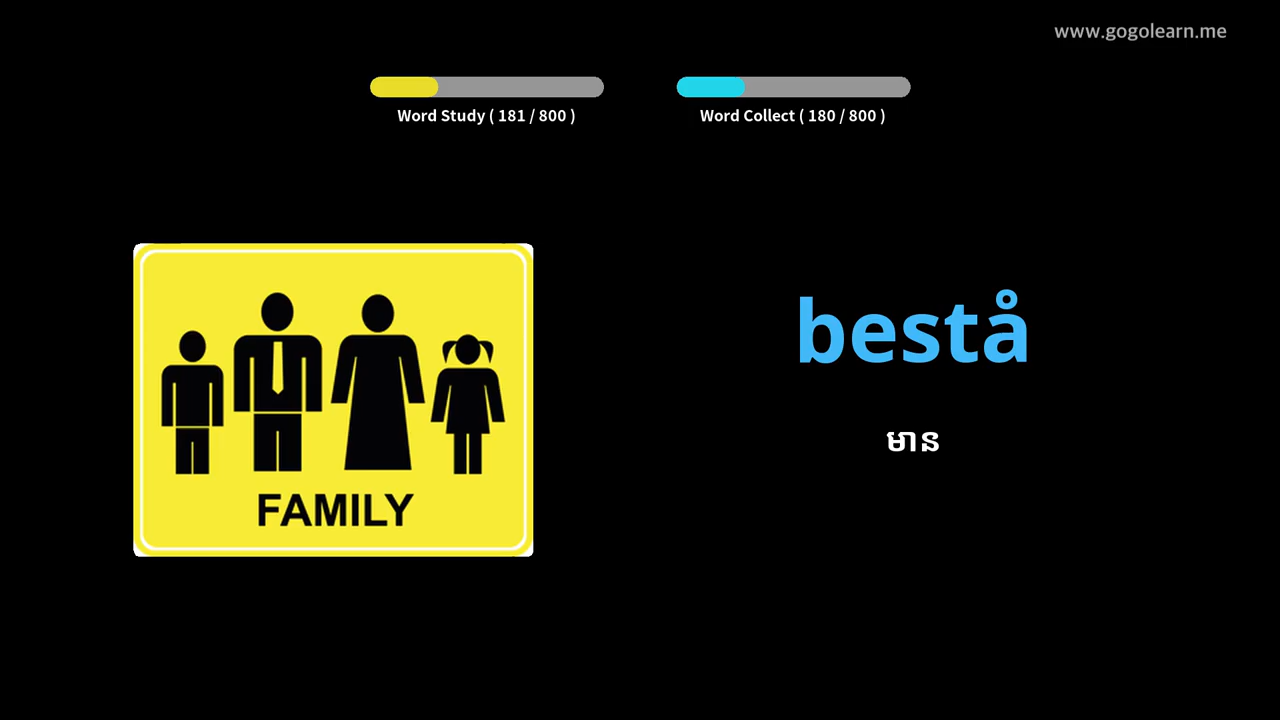 www.gogolearn.me
Word Study ( 181 / 800 )
Word Collect ( 180 / 800 )
bestå
មាន
FAMILY